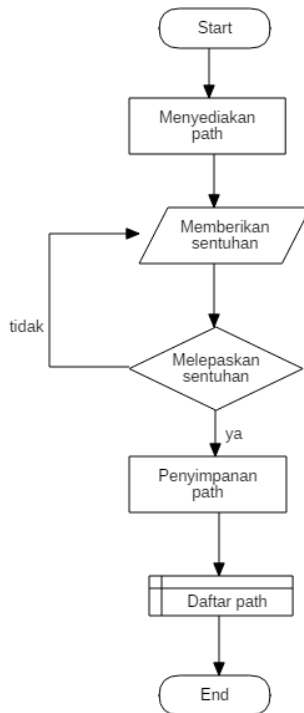 Start
Menyediakan
path
Memberikan
sentuhan
tidak
Melepaskan
sentuhan
ya
Penyimpanan
path
Daftar path
End